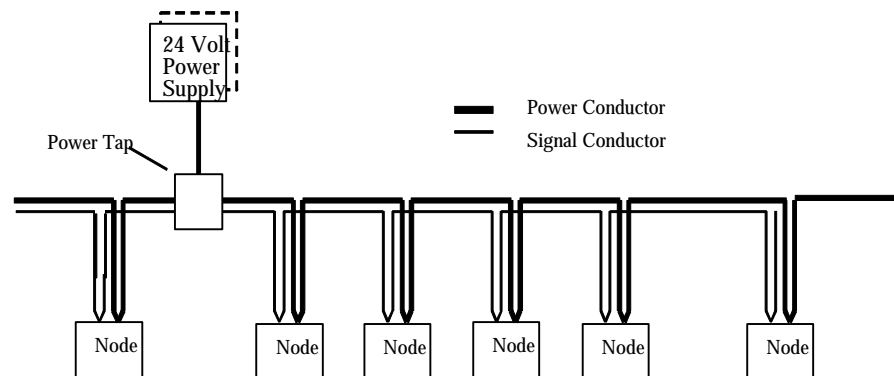 24 Volt
Power
Supply
Power Conductor
Signal Conductor
Power Tap
Node
Node
Node
Node
Node
Node